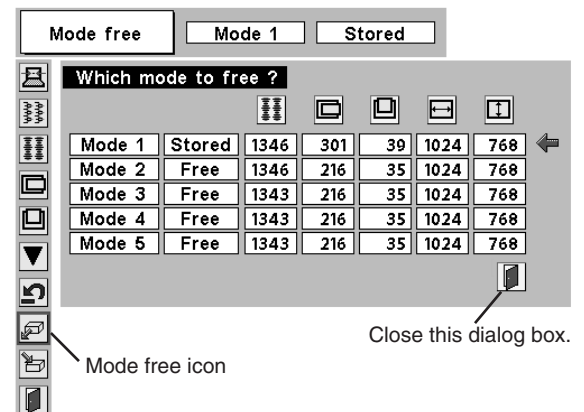 Mode free Mode 1 Stored
Which mode to free ?
Mode 1 Stored 1346 301 39 1024 768
Mode 2 Free 1346 216 35 1024 768
Mode 3 Free 1343 216 35 1024 768
Mode 4 Free 1343 216 35 1024 768
Mode 5 Free 1343 216 35 1024 768
Close this dialog box.
Mode free icon